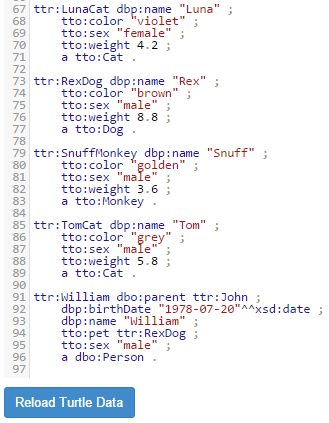 67 ttr:LunaCat dbp:name "Luna" ;
68 tto:color "violet" ;
69 tto:sex "female" ;
70 tto:weight 4.2 ;
71 a tto:Cat .
72
73 ttr:RexDog dbp:name "Rex" ;
74 tto:color "brown" ;
75 tto:sex "male" ;
76 tto:weight 8.8 ;
77 a tto:Dog .
78
79 ttr:SnuffMonkey dbp:name "Snuff" ;
80 tto:color "golden" ;
81 tto:sex "male" ;
82 tto:weight 3.6 ;
83 a tto:Monkey .
84
85 ttr:TomCat dbp:name "Tom" ;
86 tto:color "grey" ;
87 tto:sex "male" ;
88 tto:weight 5.8 ;
89 a tto:Cat .
90
91 ttr:William dbo:parent ttr:John ;
92 dbp:birthDate "1978-07-20"^^xsd:date ;
93 dbp:name "William" ;
94 tto:pet ttr:RexDog ;
95 tto:sex "male" ;
96 a dbo:Person .
97
Reload Turtle Data